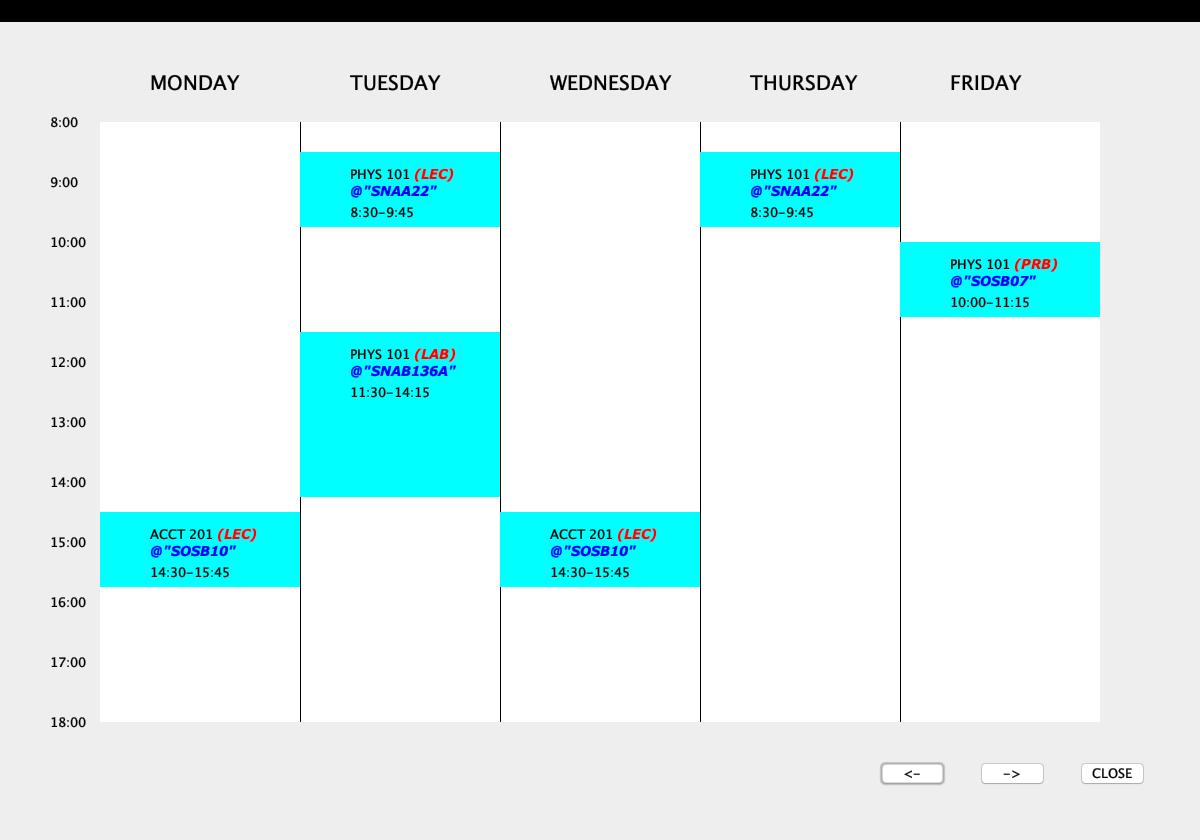 MONDAY TUESDAY WEDNESDAY THURSDAY FRIDAY
8:00
PHYS 101 (LEC) PHYS 101 (LEC)
9:00 @"SNAA22" @"SNAA22"
8:30-9:45 8:30-9:45
10:00
PHYS 101 (PRB)
@"SOSB07"
11:00 10:00-11:15
PHYS 101 (LAB)
12:00 @"SNAB136A"
11:30-14:15
13:00
14:00
ACCT 201 (LEC) ACCT 201 (LEC)
15:00 @"SOSB10" @"SOSB10"
14:30-15:45 14:30-15:45
16:00
17:00
18:00
<- -> CLOSE